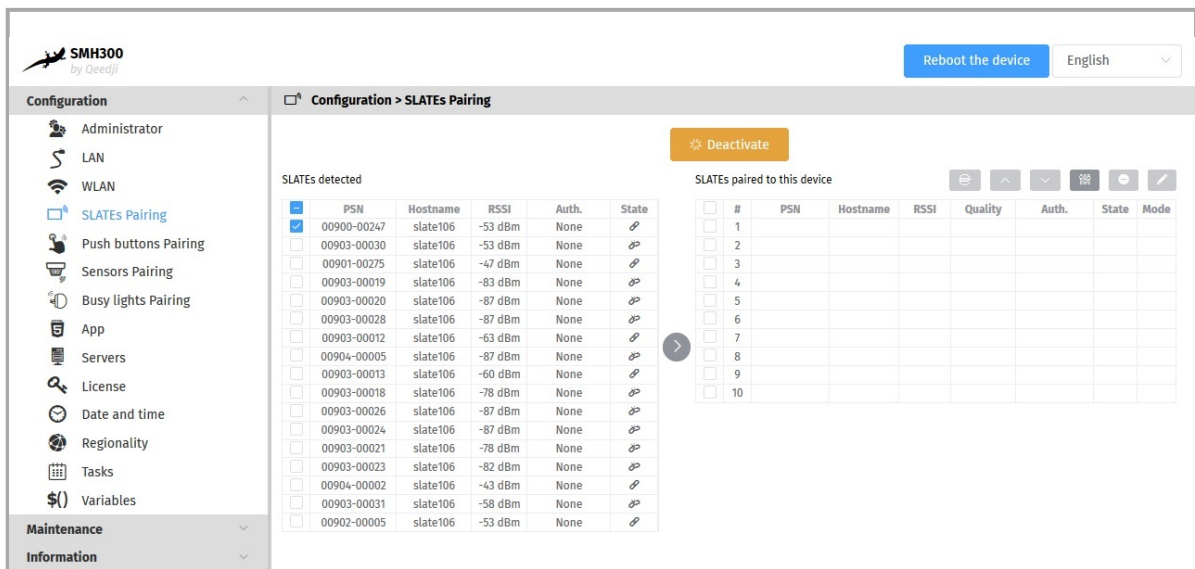 SMH300
by Qeedji
Reboot the device
English
Configuration
Administrator
LAN
WLAN
SLATEs Pairing
Push buttons Pairing
Sensors Pairing
Busy lights Pairing
App
Servers
License
Date and time
Regionality
Tasks
$() Variables
Maintenance
Information
Configuration > SLATEs Pairing
Deactivate
SLATEs detected
PSN Hostname RSSI Auth. State
00900-00247 slate106 -53 dBm None
00903-00030 slate106 -53 dBm None
00901-00275 slate106 -47 dBm None
00903-00019 slate106 -83 dBm None
00903-00020 slate106 -87 dBm None
00903-00028 slate106 -87 dBm None
00903-00012 slate106 -63 dBm None
00904-00005 slate106 -87 dBm None
00903-00013 slate106 -60 dBm None
00903-00018 slate106 -78 dBm None
00903-00026 slate106 -87 dBm None
00903-00024 slate106 -87 dBm None
00903-00021 slate106 -78 dBm None
00903-00023 slate106 -82 dBm None
00904-00002 slate106 -43 dBm None
00903-00031 slate106 -58 dBm None
00902-00005 slate106 -53 dBm None
SLATEs paired to this device
# PSN Hostname RSSI Quality Auth. State Mode
1
2
3
4
5
6
7
8
9
10